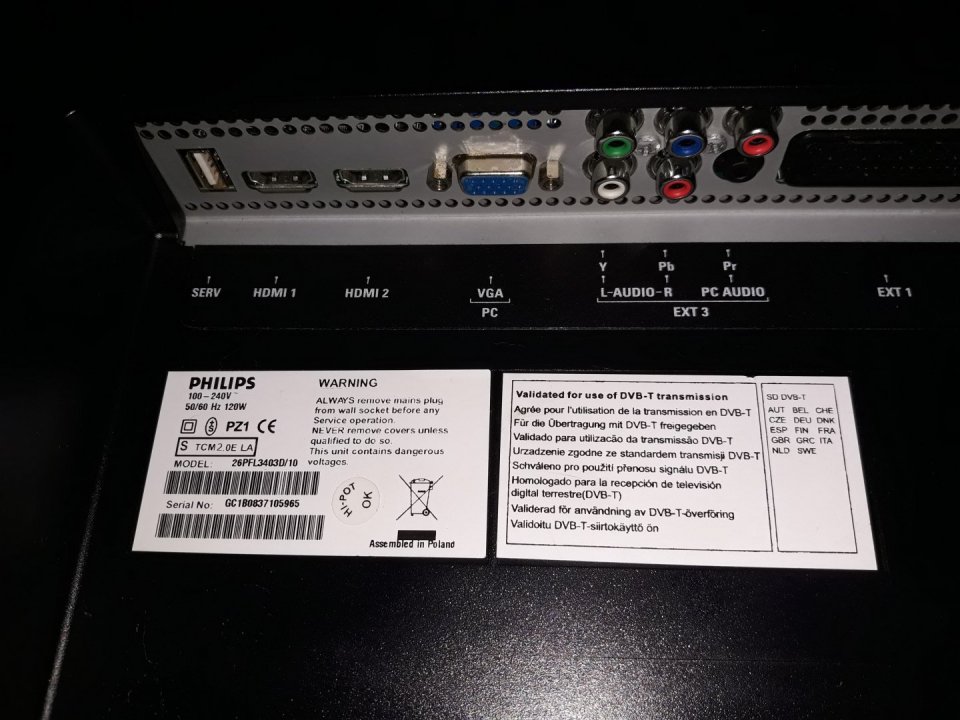 Y Pb Pr
SERV HDMI 1 HDMI 2 VGA L-AUDIO-R PC AUDIO EXT 1
PC EXT 3
PHILIPS
100-240V~
50/60 Hz 120W
PZ1 CE
S TCM2.0E LA
MODEL: 26PFL3403D/10
Serial No: GC1B0837105965
WARNING
ALWAYS remove mains plug
from wall socket before any
Service operation.
NEVER remove covers unless
qualified to do so.
This unit contains dangerous
voltages.
HI-POT
OK
Assembled in Poland
Validated for use of DVB-T transmission
Agrée pour l'utilisation de la transmission en DVB-T
Für die Übertragung mit DVB-T freigegeben
Validado para utilizacão da transmissão DVB-T
Urzadzenie zgodne ze standardem transmisji DVB-T
Schváleno pro použití přenosu signálu DVB-T
Homologado para la recepción de televisión
digital terrestre(DVB-T)
Validerad för användning av DVB-T-överföring
Validoitu DVB-T-siirtokäyttö ön
SD DVB-T
AUT BEL CHE
CZE DEU DNK
ESP FIN FRA
GBR GRC ITA
NLD SWE